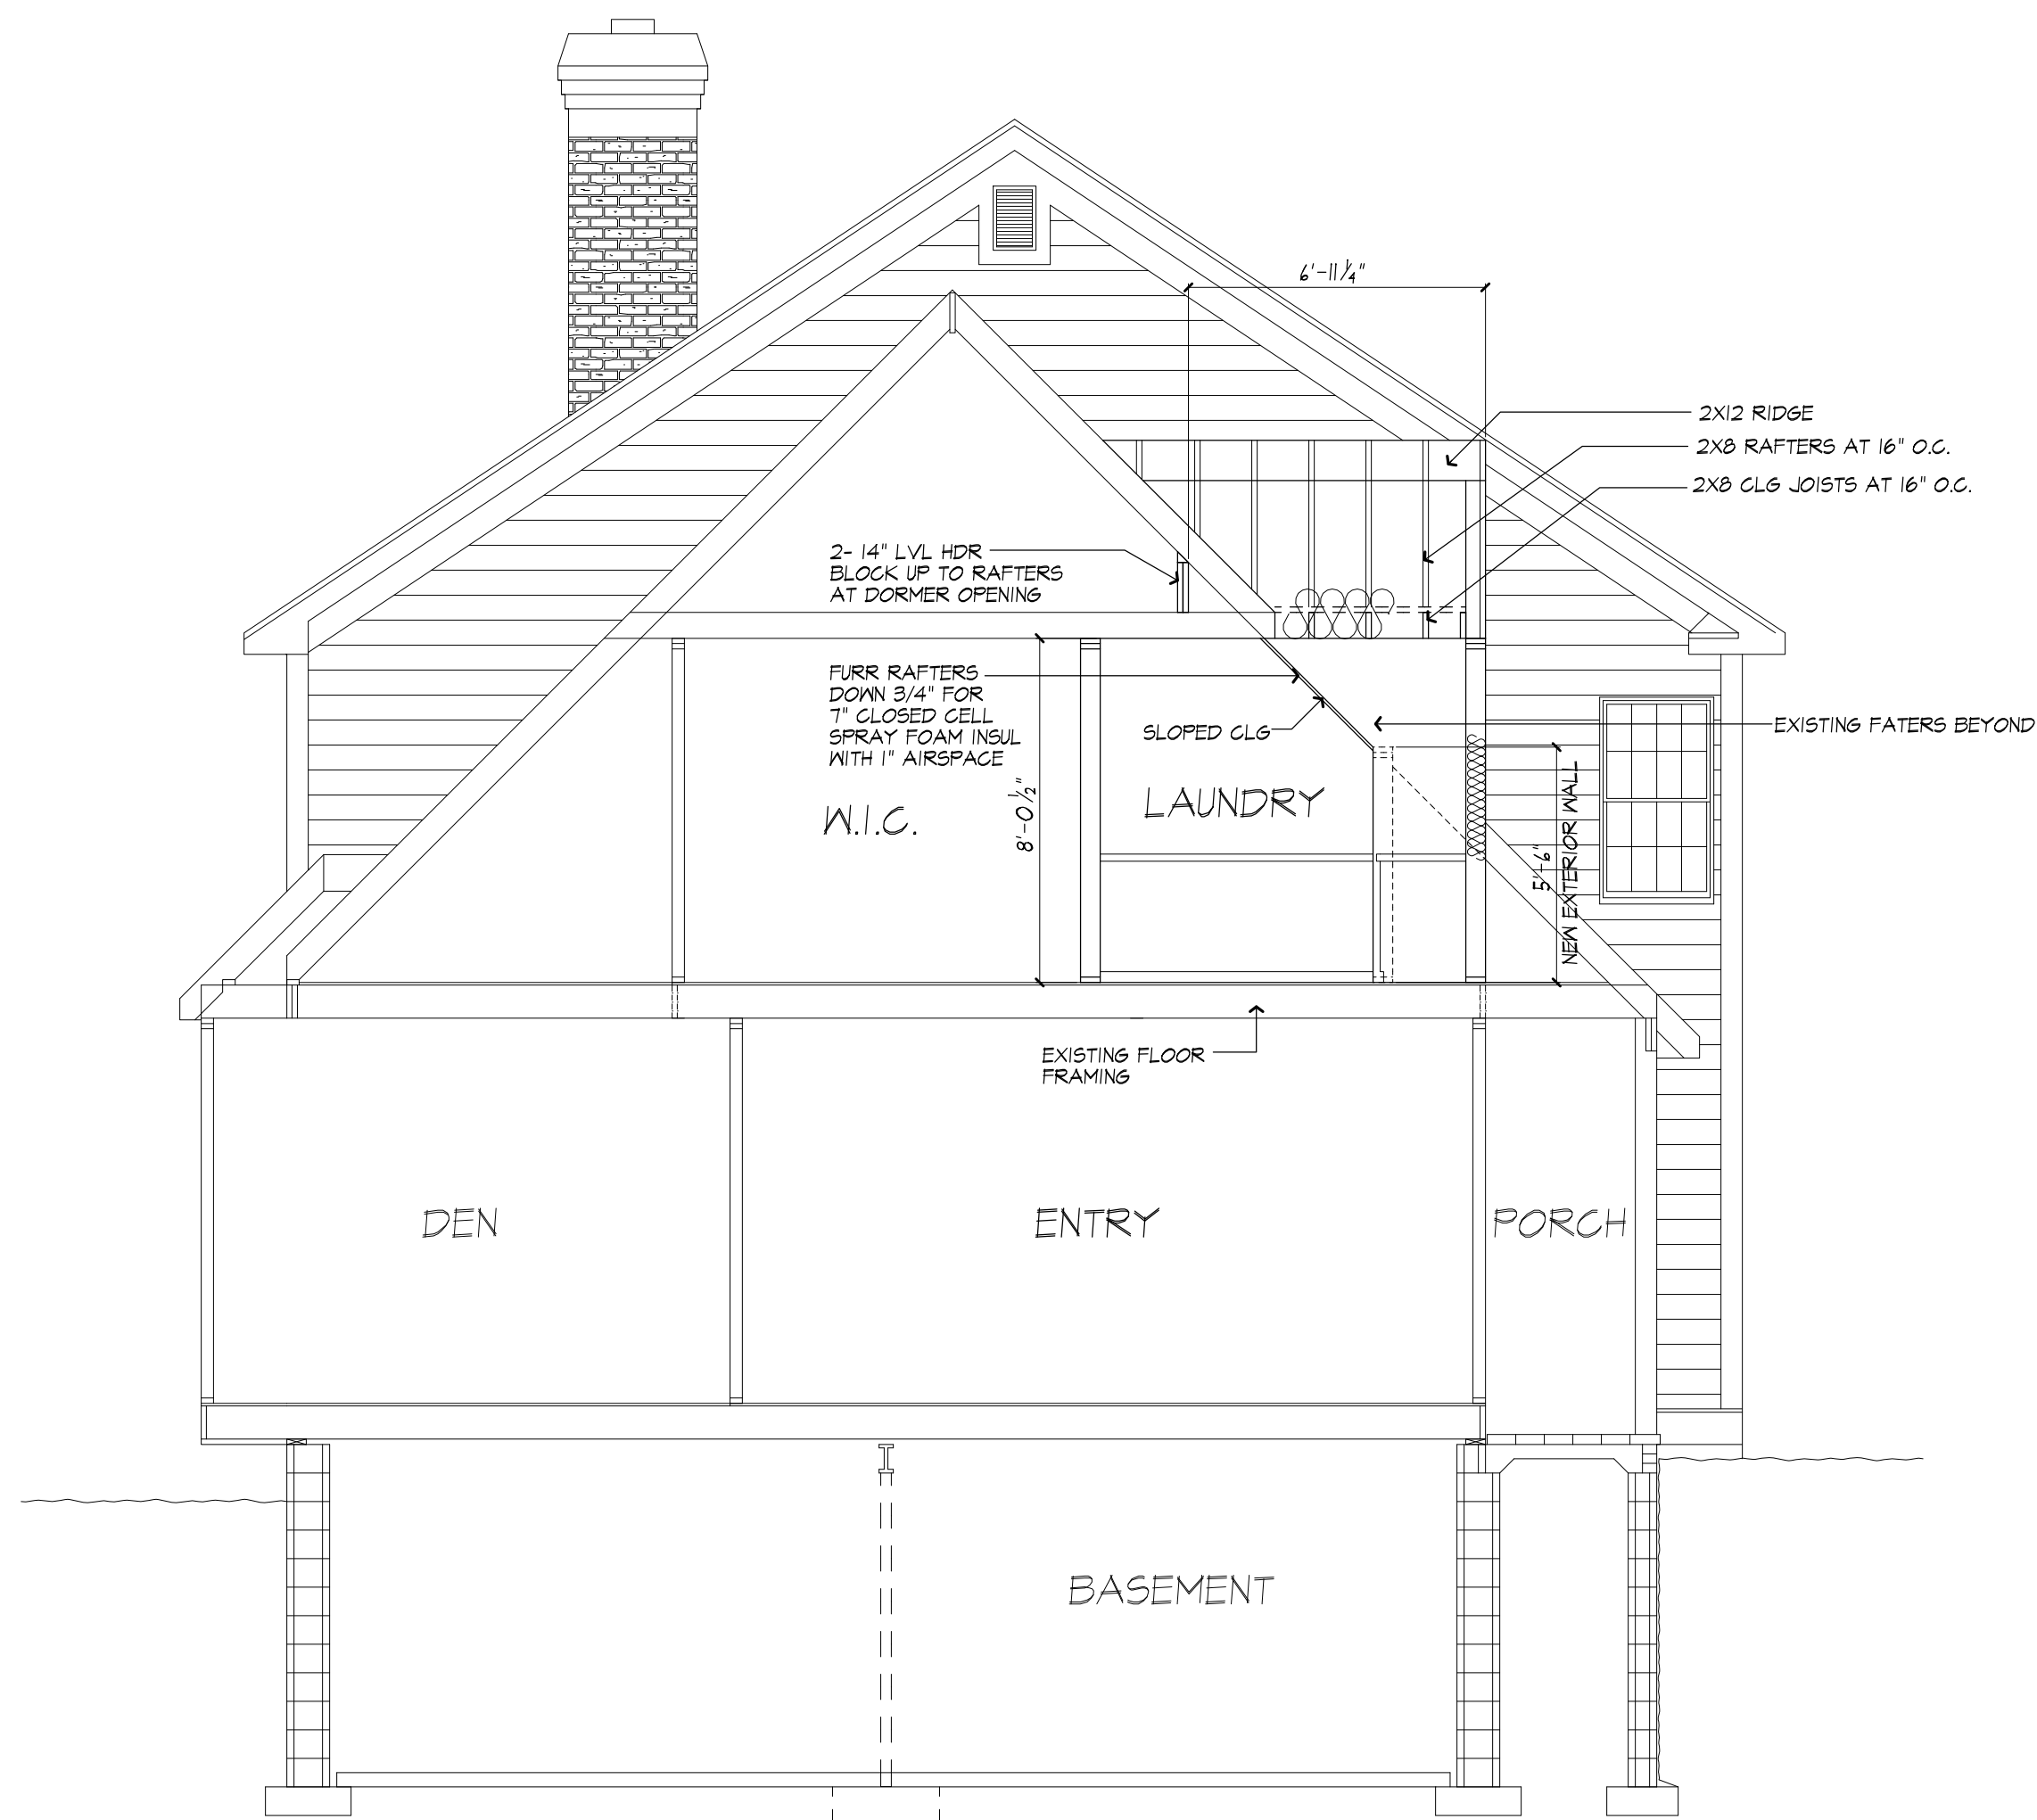 6'-11 1/4"
2X12 RIDGE
2X8 RAFTERS AT 16" O.C.
2X8 CLG JOISTS AT 16" O.C.
2- 14" LVL HDR
BLOCK UP TO RAFTERS
AT DORMER OPENING
FURR RAFTERS
DOWN 3/4" FOR
7" CLOSED CELL
SPRAY FOAM INSUL
WITH 1" AIRSPACE
SLOPED CLG
EXISTING FATERS BEYOND
W.I.C.
8'-0 1/2"
LAUNDRY
5'-6"
NEW EXTERIOR WALL
EXISTING FLOOR
FRAMING
DEN
ENTRY
PORCH
BASEMENT